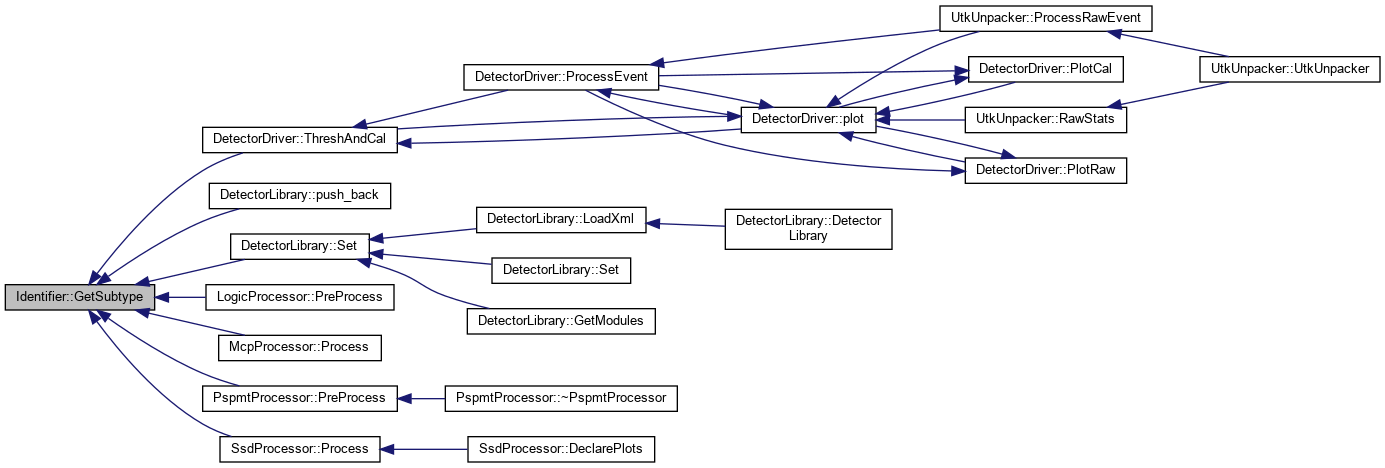 UtkUnpacker::ProcessRawEvent
DetectorDriver::ProcessEvent
DetectorDriver::PlotCal
UtkUnpacker::UtkUnpacker
DetectorDriver::plot
UtkUnpacker::RawStats
DetectorDriver::ThreshAndCal
DetectorDriver::PlotRaw
DetectorLibrary::push_back
DetectorLibrary::LoadXml
DetectorLibrary::Detector
Library
DetectorLibrary::Set
DetectorLibrary::Set
Identifier::GetSubtype
LogicProcessor::PreProcess
DetectorLibrary::GetModules
McpProcessor::Process
PspmtProcessor::PreProcess
PspmtProcessor::~PspmtProcessor
SsdProcessor::Process
SsdProcessor::DeclarePlots